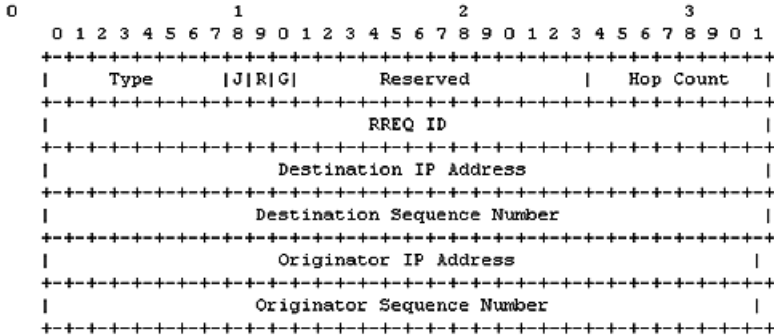 0 1 2 3
0 1 2 3 4 5 6 7 8 9 0 1 2 3 4 5 6 7 8 9 0 1 2 3 4 5 6 7 8 9 0 1
+-+-+-+-+-+-+-+-+-+-+-+-+-+-+-+-+-+-+-+-+-+-+-+-+-+-+-+-+-+-+-+-+
| Type |J|R|G| Reserved | Hop Count |
+-+-+-+-+-+-+-+-+-+-+-+-+-+-+-+-+-+-+-+-+-+-+-+-+-+-+-+-+-+-+-+-+
| RREQ ID |
+-+-+-+-+-+-+-+-+-+-+-+-+-+-+-+-+-+-+-+-+-+-+-+-+-+-+-+-+-+-+-+-+
| Destination IP Address |
+-+-+-+-+-+-+-+-+-+-+-+-+-+-+-+-+-+-+-+-+-+-+-+-+-+-+-+-+-+-+-+-+
| Destination Sequence Number |
+-+-+-+-+-+-+-+-+-+-+-+-+-+-+-+-+-+-+-+-+-+-+-+-+-+-+-+-+-+-+-+-+
| Originator IP Address |
+-+-+-+-+-+-+-+-+-+-+-+-+-+-+-+-+-+-+-+-+-+-+-+-+-+-+-+-+-+-+-+-+
| Originator Sequence Number |
+-+-+-+-+-+-+-+-+-+-+-+-+-+-+-+-+-+-+-+-+-+-+-+-+-+-+-+-+-+-+-+-+